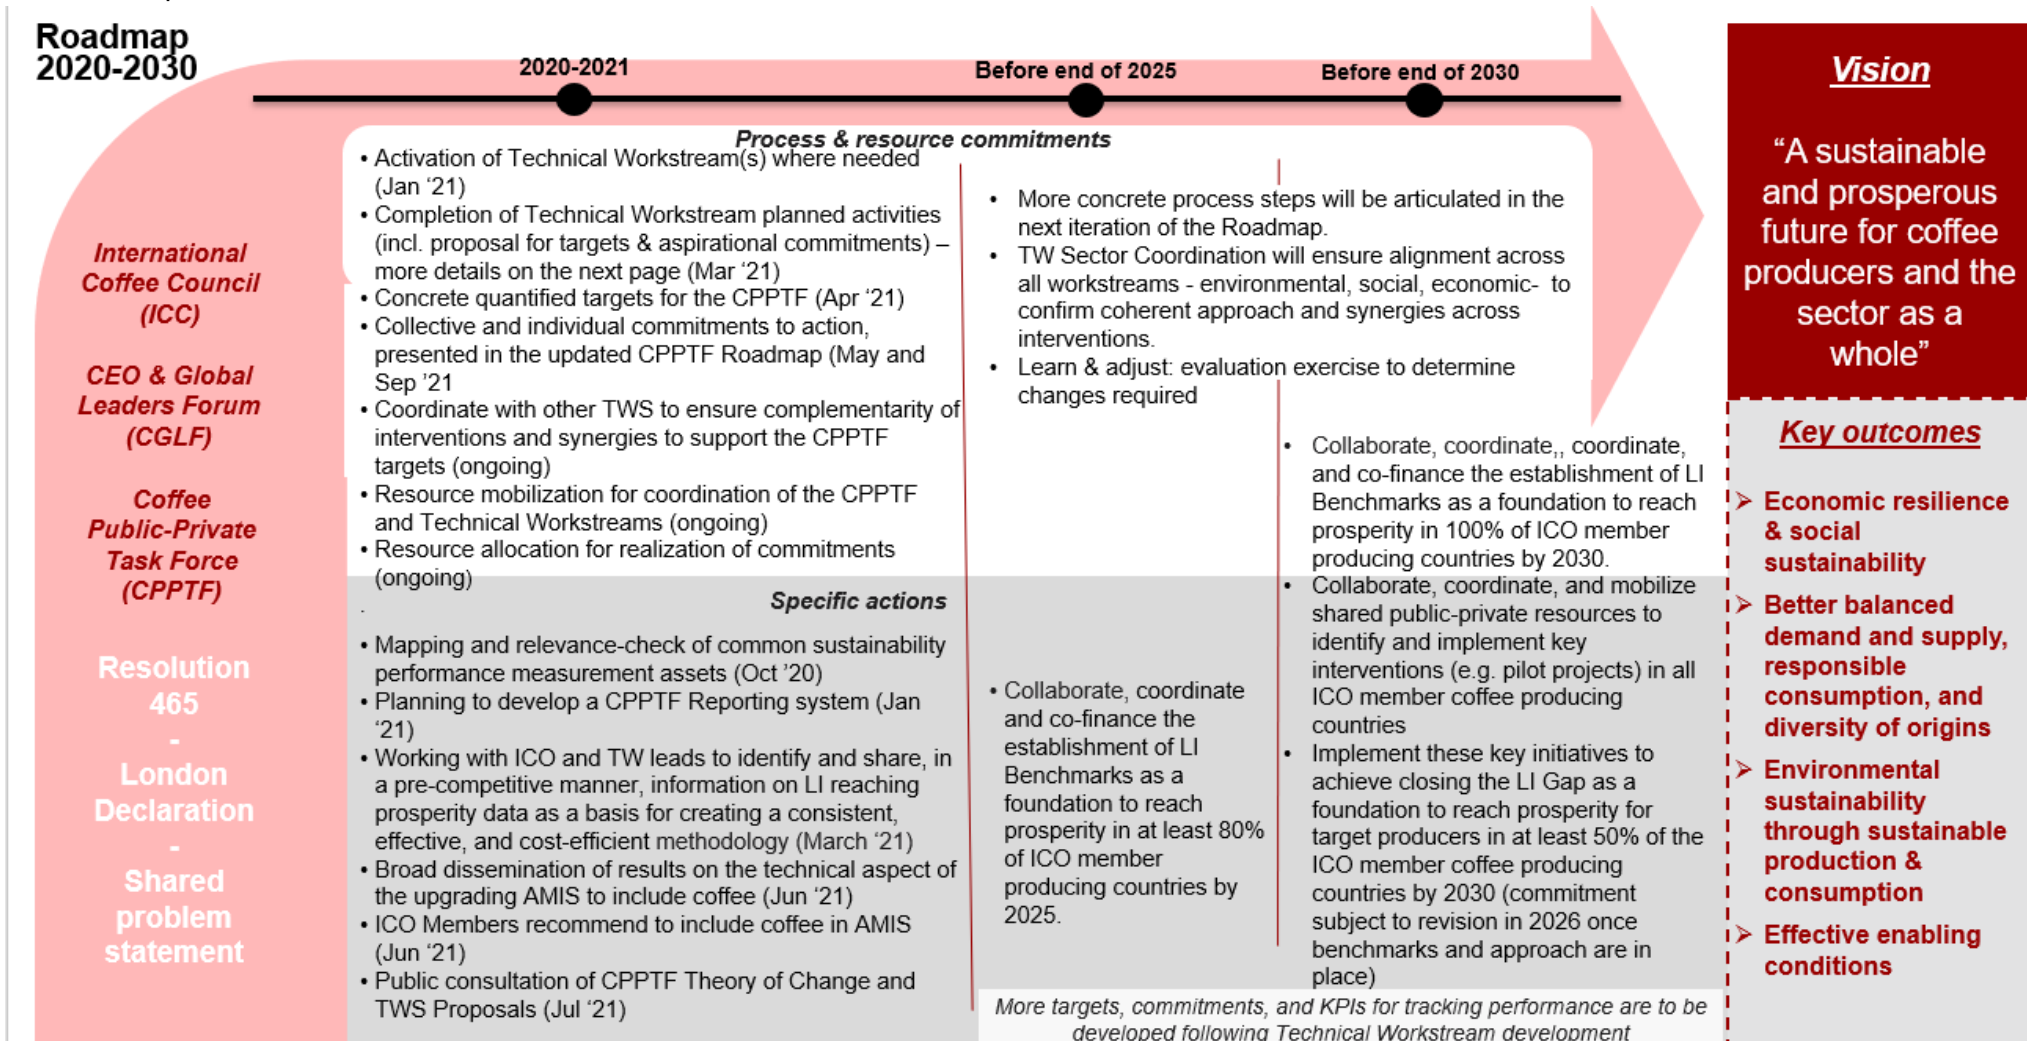 Roadmap
2020-2030
2020-2021
Before end of 2025
Before end of 2030
International
Coffee Council
(ICC)
CEO & Global
Leaders Forum
(CGLF)
Coffee
Public-Private
Task Force
(CPPTF)
Resolution
465
-
London
Declaration
-
Shared
problem
statement
Process & resource commitments
• Activation of Technical Workstream(s) where needed
(Jan ‘21)
• Completion of Technical Workstream planned activities
(incl. proposal for targets & aspirational commitments) –
more details on the next page (Mar ‘21)
• Concrete quantified targets for the CPPTF (Apr ‘21)
• Collective and individual commitments to action,
presented in the updated CPPTF Roadmap (May and
Sep ‘21
• Coordinate with other TWS to ensure complementarity of
interventions and synergies to support the CPPTF
targets (ongoing)
• Resource mobilization for coordination of the CPPTF
and Technical Workstreams (ongoing)
• Resource allocation for realization of commitments
(ongoing)
.
• More concrete process steps will be articulated in the
next iteration of the Roadmap.
• TW Sector Coordination will ensure alignment across
all workstreams - environmental, social, economic- to
confirm coherent approach and synergies across
interventions.
• Learn & adjust: evaluation exercise to determine
changes required
Specific actions
• Mapping and relevance-check of common sustainability
performance measurement assets (Oct ’20)
• Planning to develop a CPPTF Reporting system (Jan
‘21)
• Working with ICO and TW leads to identify and share, in
a pre-competitive manner, information on LI reaching
prosperity data as a basis for creating a consistent,
effective, and cost-efficient methodology (March ‘21)
• Broad dissemination of results on the technical aspect of
the upgrading AMIS to include coffee (Jun ‘21)
• ICO Members recommend to include coffee in AMIS
(Jun ‘21)
• Public consultation of CPPTF Theory of Change and
TWS Proposals (Jul ‘21)
• Collaborate, coordinate
and co-finance the
establishment of LI
Benchmarks as a
foundation to reach
prosperity in at least 80%
of ICO member
producing countries by
2025.
• Collaborate, coordinate,, coordinate,
and co-finance the establishment of LI
Benchmarks as a foundation to reach
prosperity in 100% of ICO member
producing countries by 2030.
• Collaborate, coordinate, and mobilize
shared public-private resources to
identify and implement key
interventions (e.g. pilot projects) in all
ICO member coffee producing
countries
• Implement these key initiatives to
achieve closing the LI Gap as a
foundation to reach prosperity for
target producers in at least 50% of the
ICO member coffee producing
countries by 2030 (commitment
subject to revision in 2026 once
benchmarks and approach are in
place)
More targets, commitments, and KPIs for tracking performance are to be
developed following Technical Workstream development
Vision
“A sustainable
and prosperous
future for coffee
producers and the
sector as a
whole”
Key outcomes
➢ Economic resilience
& social
sustainability
➢ Better balanced
demand and supply,
responsible
consumption, and
diversity of origins
➢ Environmental
sustainability
through sustainable
production &
consumption
➢ Effective enabling
conditions